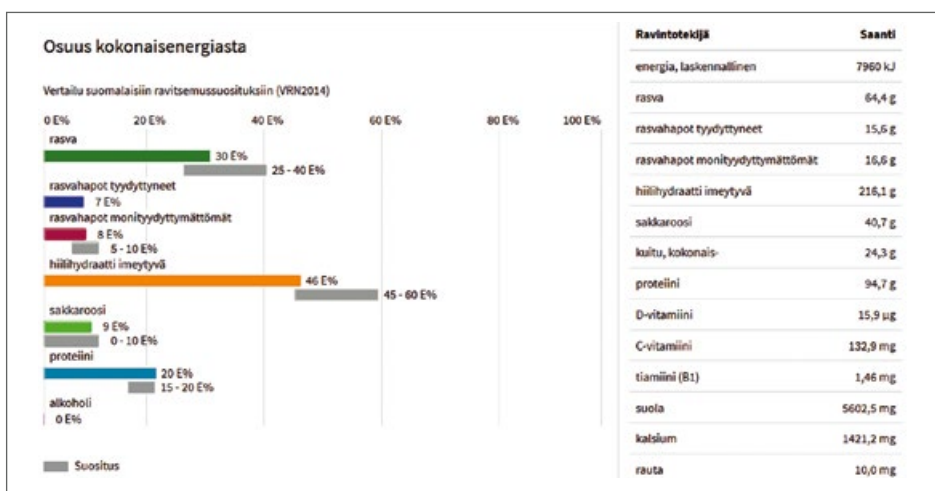 Osuus kokonaisenergiasta
Vertailu suomalaisiin ravitsemussuosituksiin (VRN2014)
0 E% 20 E% 40 E% 60 E% 80 E% 100 E%
rasva
30 E%
25 - 40 E%
rasvahapot tyydyttyneet
7 E%
rasvahapot monityydyttymättömät
8 E%
5 - 10 E%
hiilihydraatti imeytyvä
46 E%
45 - 60 E%
sakkaroosi
9 E%
0 - 10 E%
proteiini
20 E%
15 - 20 E%
alkoholi
0 E%
Suositus
Ravintotekijä Saanti
energia, laskennallinen 7960 kJ
rasva 64,4 g
rasvahapot tyydyttyneet 15,6 g
rasvahapot monityydyttymättömät 16,6 g
hiilihydraatti imeytyvä 216,1 g
sakkaroosi 40,7 g
kuitu, kokonais- 24,3 g
proteiini 94,7 g
D-vitamiini 15,9 µg
C-vitamiini 132,9 mg
tiamiini (B1) 1,46 mg
suola 5602,5 mg
kalsium 1421,2 mg
rauta 10,0 mg